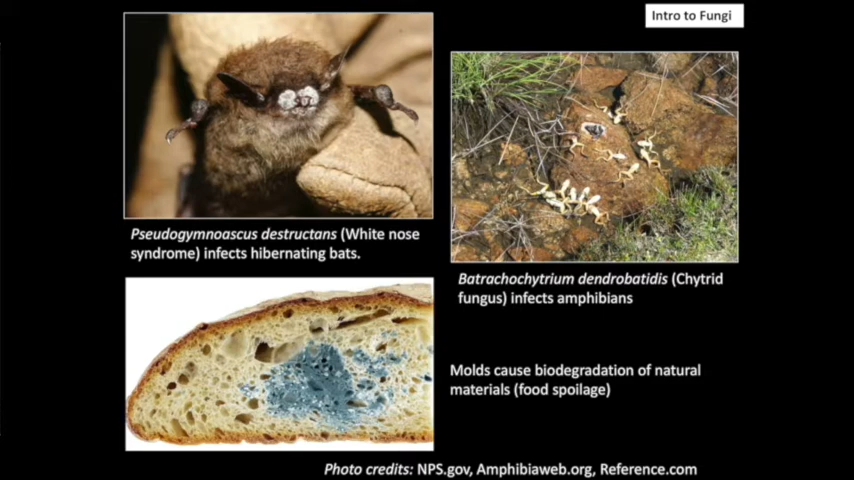 Intro to Fungi
Pseudogymnoascus destructans (White nose
syndrome) infects hibernating bats.
Batrachochytrium dendrobatidis (Chytrid
fungus) infects amphibians
Molds cause biodegradation of natural
materials (food spoilage)
Photo credits: NPS.gov, Amphibiaweb.org, Reference.com